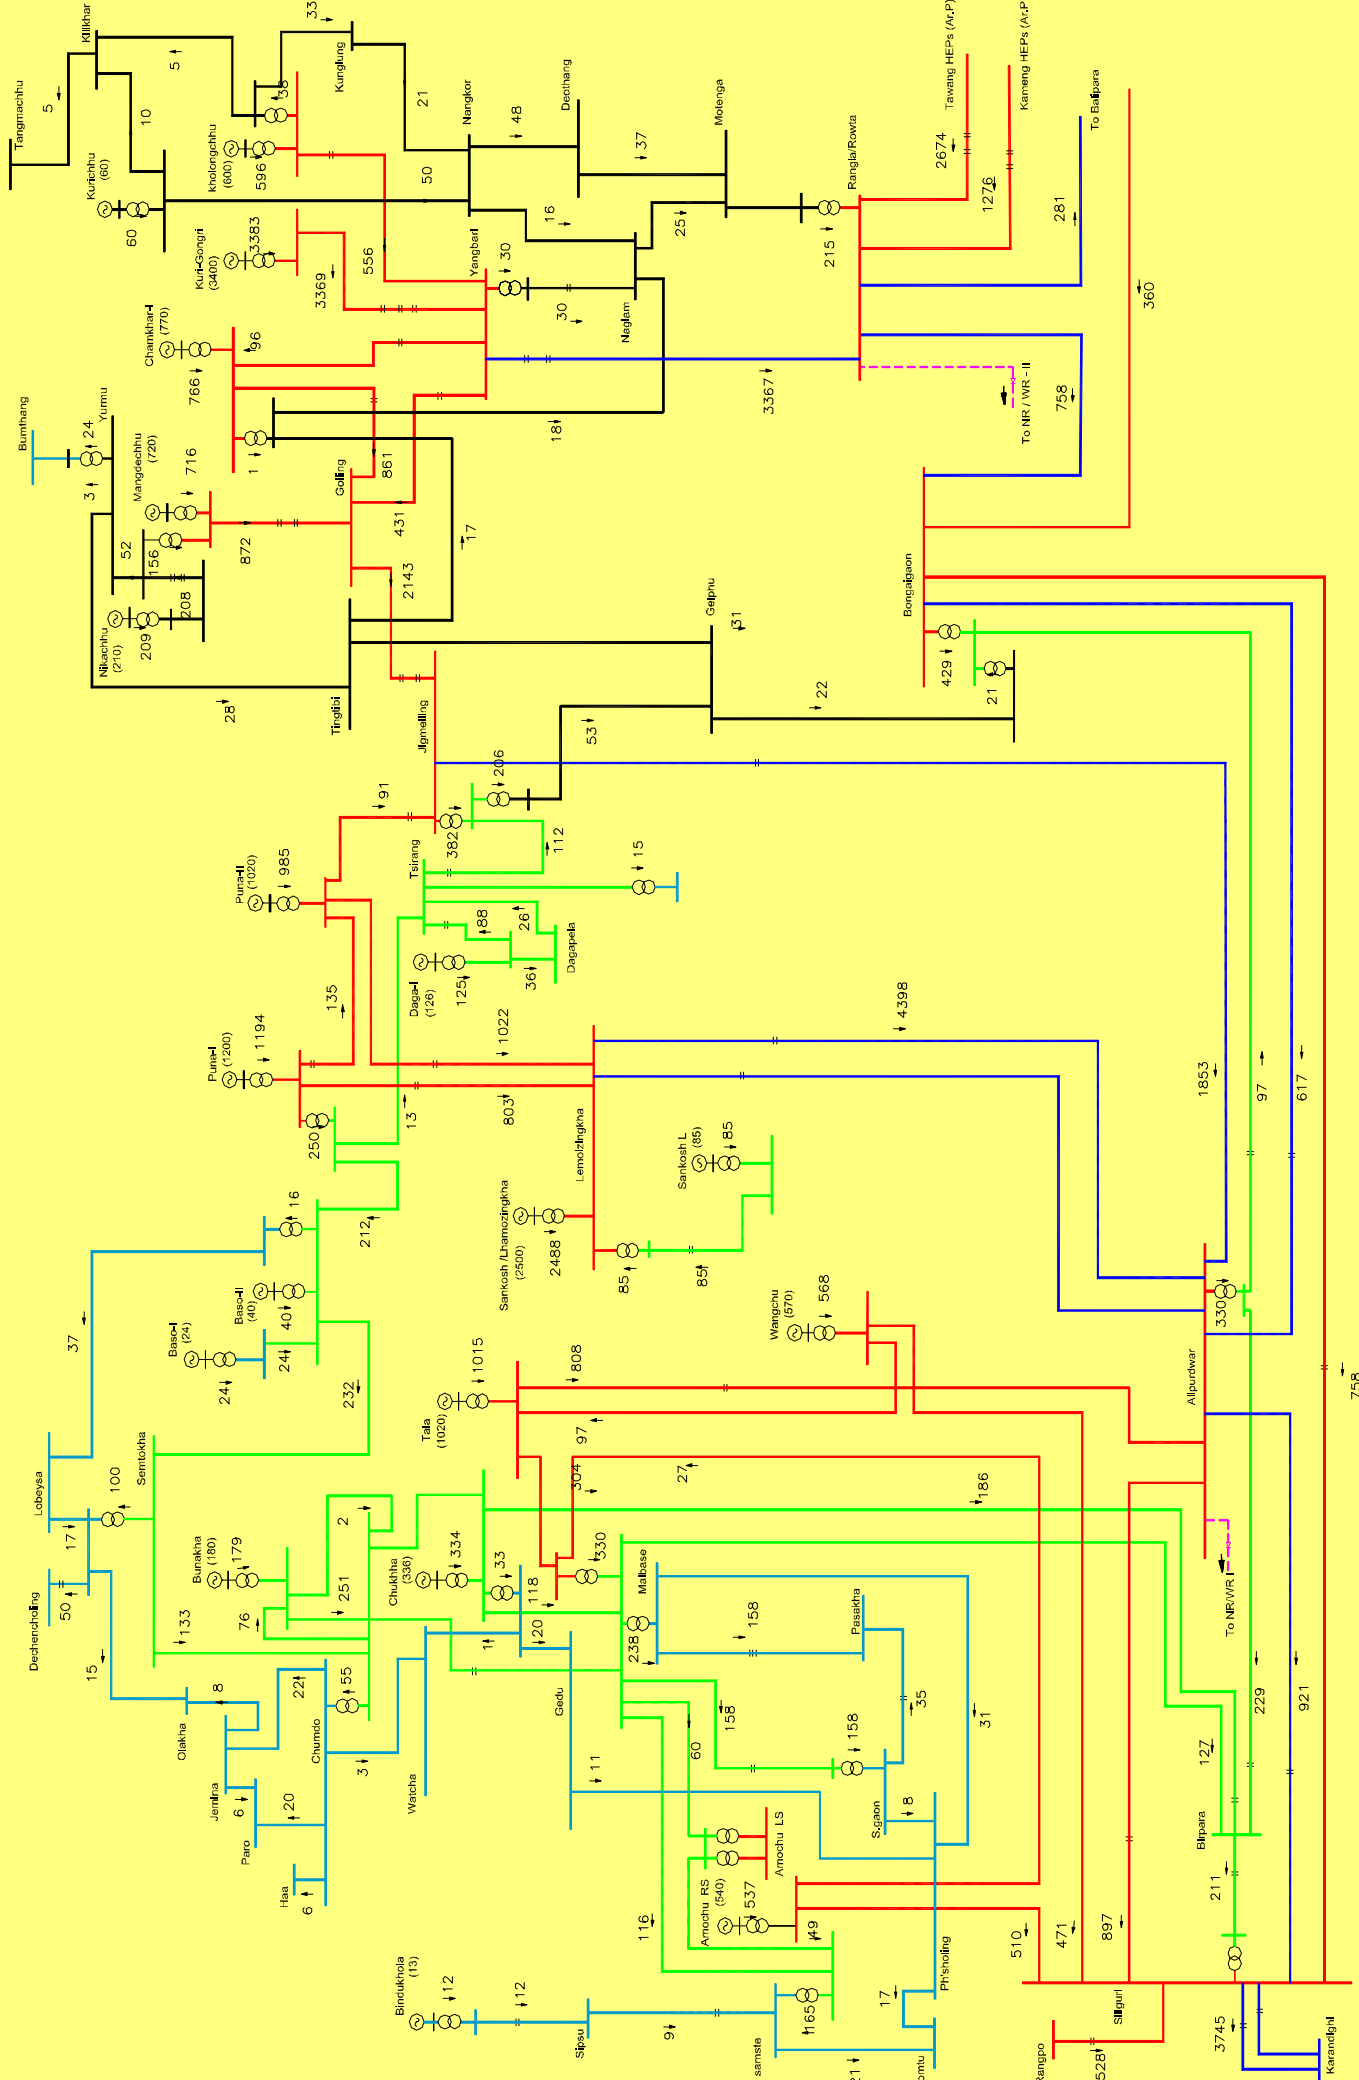 Tangmachhu
Kilikhar
5
5
10
33
Kurichhu
(60)
60
kholongchhu
(600)
596
38
Kunglung
21
Nangkor
48
Deothang
37
Motenga
50
16
25
Kuri-Gongri
(3400)
3383
3369
556
Yangbari
30
30
Naglam
Rangla/Rowta
215
Tawang HEPs (Ar.P)
2674
Kameng HEPs (Ar.P)
1276
281
To Balipara
360
Chamkhar-I
(770)
766
96
1
18
3367
To NR / WR - II
758
Bumthang
24
Yurmu
3
Mangdechhu
(720)
716
52
156
872
Nikachhu
(210)
209
208
Goling
861
431
17
2143
28
Tingtibi
Jigmeling
Gelphu
31
22
53
206
382
112
Bongaigaon
429
21
Puna-II
(1020)
985
91
135
Tsirang
15
88
26
Daga-I
(126)
125
36
Dagapela
Puna-I
(1200)
1194
250
13
1022
803
4398
Lemolzingkha
1853
97
617
Sankosh L
(85)
85
Sankosh /Lhamozingkha
(2500)
2488
85
85
16
212
37
Baso-II
(40)
40
Baso-I
(24)
24
24
232
Wangchu
(570)
568
Tala
(1020)
1015
808
97
304
27
330
Alipurdwar
Lobeysa
17
100
Semtokha
Dechencholing
50
133
15
Bunakha
(180)
179
2
251
76
Chukhha
(336)
334
33
118
330
186
Malbase
238
158
Pasakha
20
1
Gedu
8
22
55
Olakha
Jemina
6
Paro
20
Haa
6
Chumdo
3
Watcha
11
158
60
158
35
31
S.gaon
8
To NR/WR I
229
921
127
Birpara
211
758
Amochu LS
Amochu RS
(540)
537
49
116
510
471
897
Ph'sholing
17
Bindukhola
(13)
12
12
Sipsu
9
165
samste
21
Siliguri
Rangpo
528
3745
Karandighi